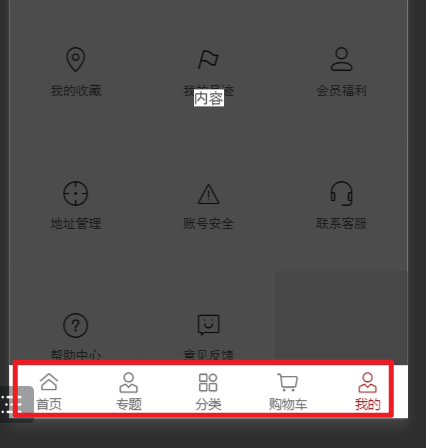 我的收藏
我的足迹
会员福利
内容
地址管理
账号安全
联系客服
帮助中心
意见反馈
首页
专题
分类
购物车
我的